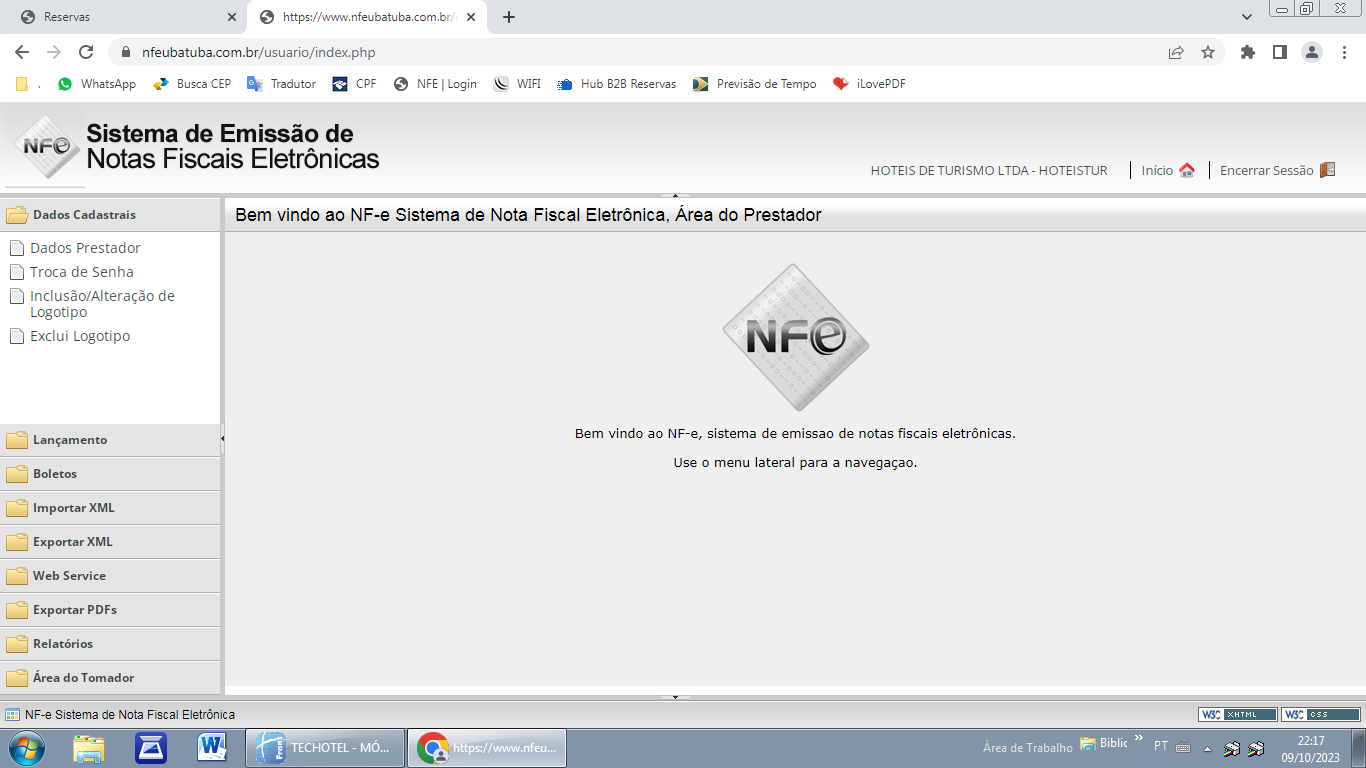 Reservas
https://www.nfeubatuba.com.br/
nfeubatuba.com.br/usuario/index.php
.
WhatsApp
Busca CEP
Tradutor
CPF
NFE | Login
WIFI
Hub B2B Reservas
Previsão de Tempo
iLovePDF
NFe
Sistema de Emissão de
Notas Fiscais Eletrônicas
HOTEIS DE TURISMO LTDA - HOTEISTUR
Início
Encerrar Sessão
Dados Cadastrais
Bem vindo ao NF-e Sistema de Nota Fiscal Eletrônica, Área do Prestador
Dados Prestador
Troca de Senha
Inclusão/Alteração de
Logotipo
Exclui Logotipo
NFe
Bem vindo ao NF-e, sistema de emissao de notas fiscais eletrônicas.
Use o menu lateral para a navegaçao.
Lançamento
Boletos
Importar XML
Exportar XML
Web Service
Exportar PDFs
Relatórios
Área do Tomador
NF-e Sistema de Nota Fiscal Eletrônica
W3C XHTML
W3C CSS
TECHOTEL - MÓ...
https://www.nfeu...
Área de Trabalho
Biblic
PT
22:17
09/10/2023